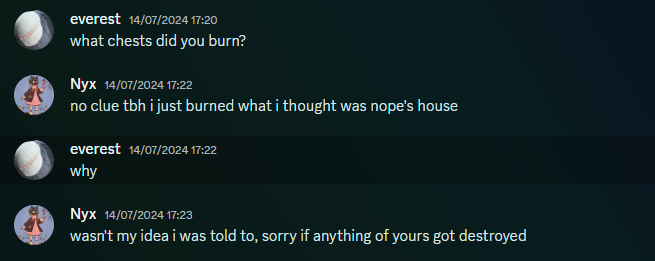 everest 14/07/2024 17:20
what chests did you burn?
Nyx 14/07/2024 17:22
no clue tbh i just burned what i thought was nope's house
everest 14/07/2024 17:22
why
Nyx 14/07/2024 17:23
wasn't my idea i was told to, sorry if anything of yours got destroyed